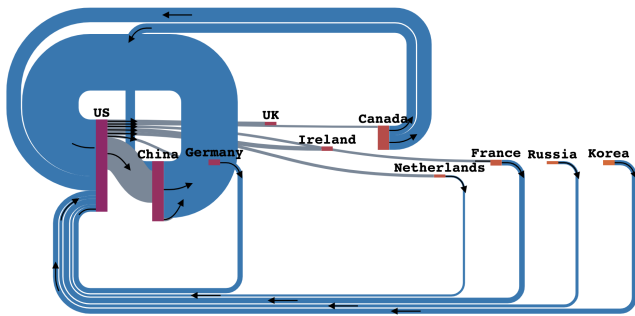 US
UK
Canada
Ireland
China
Germany
Netherlands
France
Russia
Korea